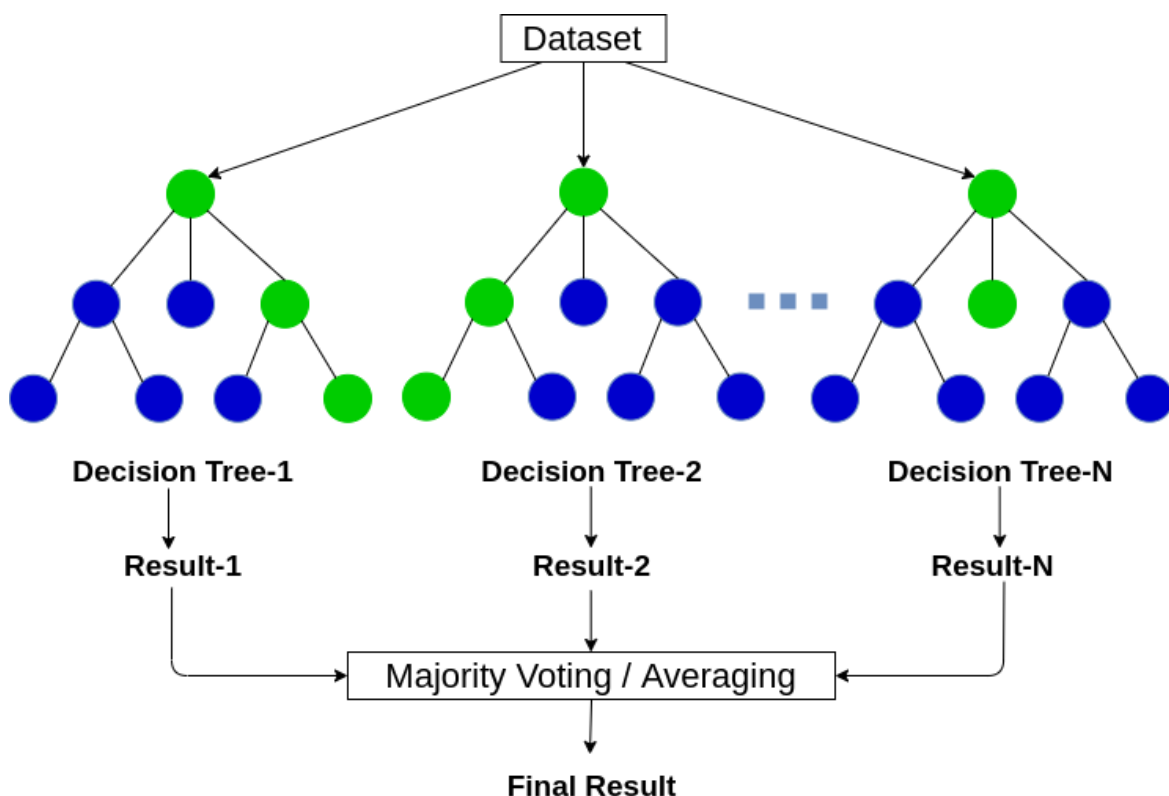 Dataset
Decision Tree-1
Decision Tree-2
Decision Tree-N
Result-1
Result-2
Result-N
Majority Voting / Averaging
Final Result